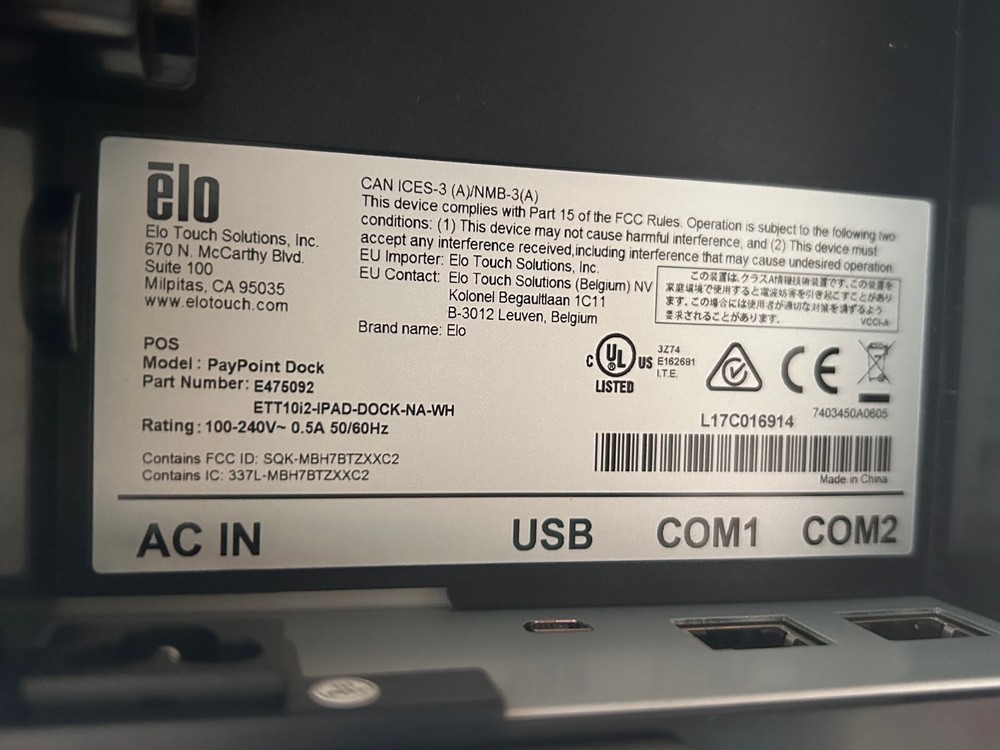 elo
Elo Touch Solutions, Inc.
670 N. McCarthy Blvd.
Suite 100
Milpitas, CA 95035
www.elotouch.com
POS
Model : PayPoint Dock
Part Number: E475092
ETT10i2-IPAD-DOCK-NA-WH
Rating : 100-240V~ 0.5A 50/60Hz
Contains FCC ID: SQK-MBH7BTZXXC2
Contains IC: 337L-MBH7BTZXXC2
CAN ICES-3 (A)/NMB-3(A)
This device complies with Part 15 of the FCC Rules. Operation is subject to the following two
conditions: (1) This device may not cause harmful interference, and (2) This device must
accept any interference received,including interference that may cause undesired operation
EU Importer: Elo Touch Solutions, Inc.
EU Contact: Elo Touch Solutions (Belgium) NV
Kolonel Begaultlaan 1C11
B-3012 Leuven, Belgium
Brand name: Elo
この装置は、クラスA情報技術装置です。この装置を
家庭環境で使用すると電波妨害を引き起こすことがあり
ます。この場合には使用者が適切な対策を講ずるよう
要求されることがあります。
VCCI-A
C UL US
LISTED
3Z74
E162681
I.T.E.
CE
L17C016914
7403450A0605
Made in China
AC IN USB COM1 COM2